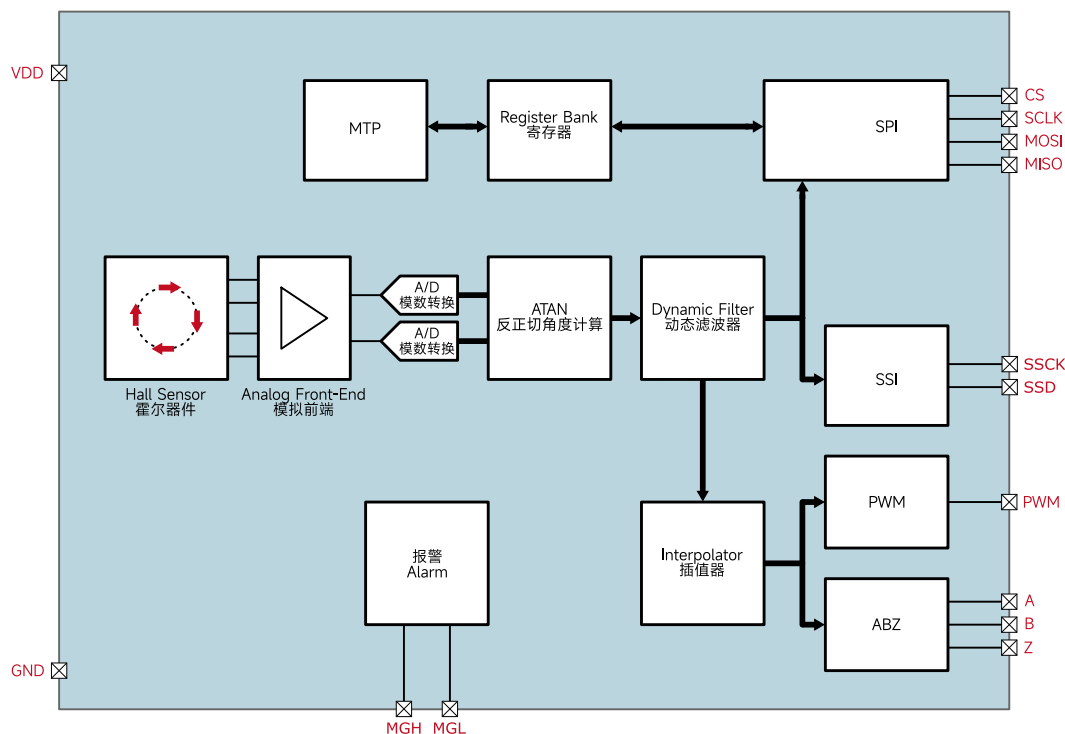 VDD
MTP
Register Bank
寄存器
SPI
CS
SCLK
MOSI
MISO
A/D
模数转换
A/D
模数转换
ATAN
反正切角度计算
Dynamic Filter
动态滤波器
Hall Sensor
霍尔器件
Analog Front-End
模拟前端
SSI
SSCK
SSD
PWM
PWM
报警
Alarm
Interpolator
插值器
ABZ
A
B
Z
GND
MGH
MGL